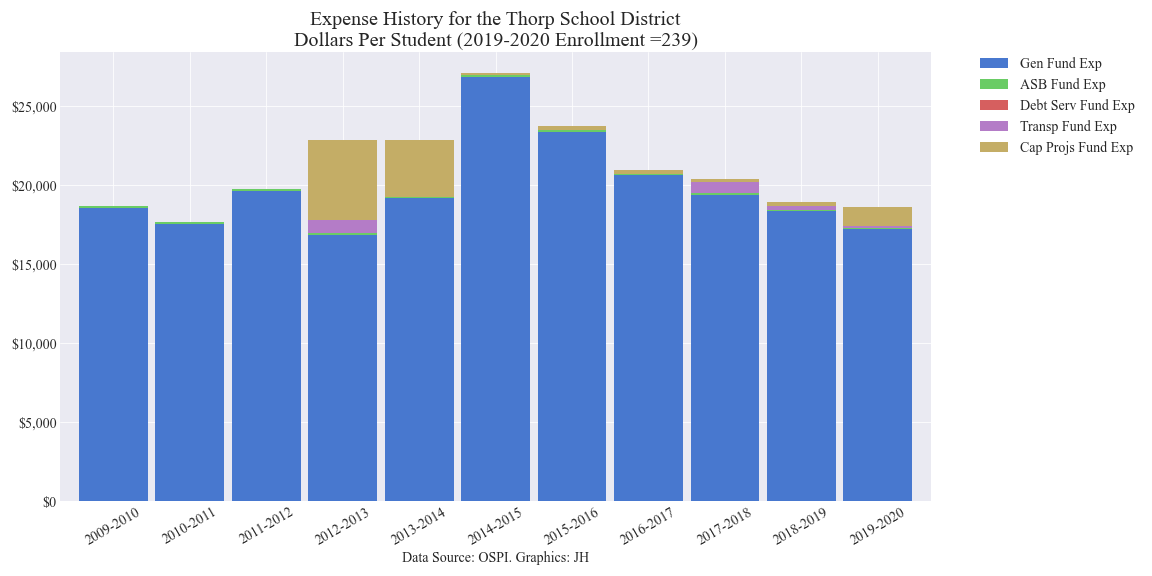 Expense History for the Thorp School District
Dollars Per Student (2019-2020 Enrollment =239)
Gen Fund Exp
ASB Fund Exp
Debt Serv Fund Exp
Transp Fund Exp
Cap Projs Fund Exp
$25,000
$20,000
$15,000
$10,000
$5,000
$0
2009-2010
2010-2011
2011-2012
2012-2013
2013-2014
2014-2015
2015-2016
2016-2017
2017-2018
2018-2019
2019-2020
Data Source: OSPI. Graphics: JH